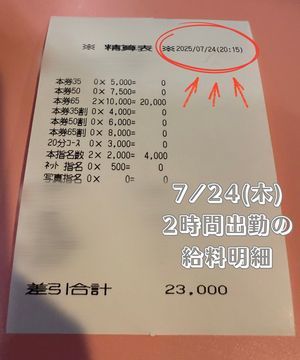 ※ 精算表 ※ 2025/07/24(20:15)
本券35 0× 5,000= 0
本券50 0× 7,500= 0
本券65 2×10,000= 20,000
本券35割 0× 4,000= 0
本券50割 0× 6,000= 0
本券65割 0× 8,000= 0
20分コース 0× 3,000= 0
本指名数 2× 2,000= 4,000
ネット 指名 0× 500= 0
写真指名 0× 0= 0
7/24(木)
2時間出勤の
給料明細
差引合計 23,000